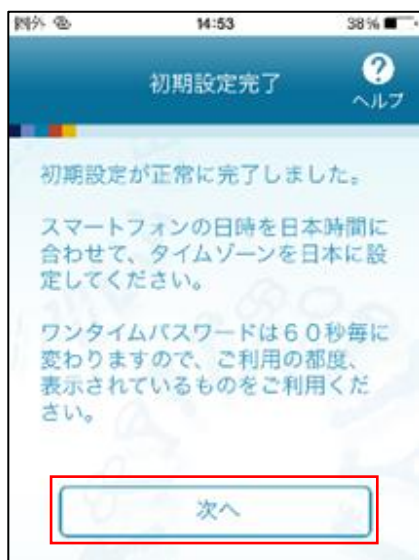 圏外 14:53 38%
初期設定完了
?
ヘルプ
初期設定が正常に完了しました。
スマートフォンの日時を日本時間に
合わせて、タイムゾーンを日本に設
定してください。
ワンタイムパスワードは60秒毎に
変わりますので、ご利用の都度、
表示されているものをご利用くだ
さい。
次へ